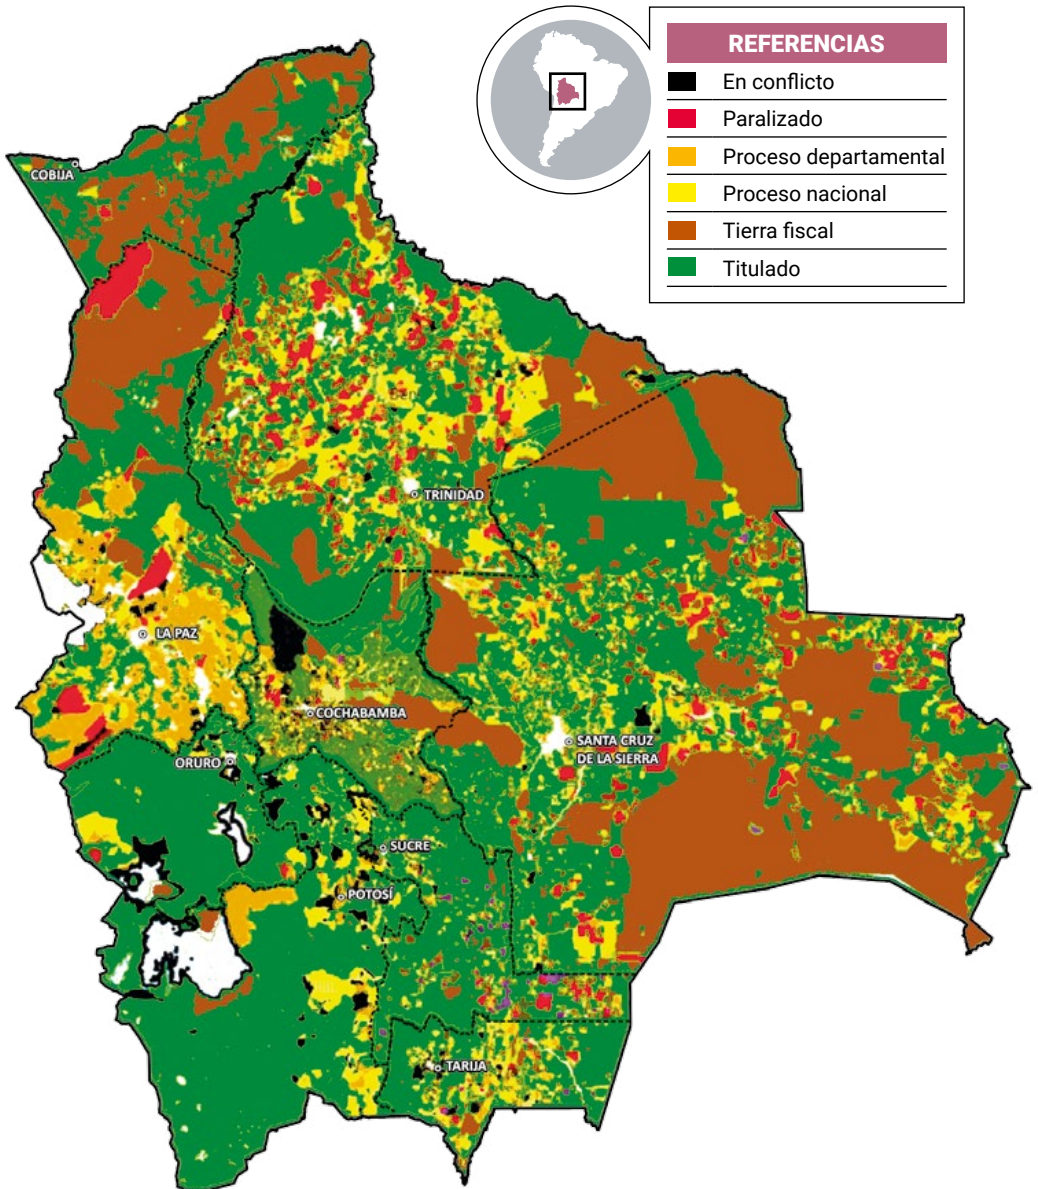 REFERENCIAS
En conflicto
Paralizado
Proceso departamental
Proceso nacional
Tierra fiscal
Titulado
COBIJA
TRINIDAD
LA PAZ
COCHABAMBA
SANTA CRUZ
DE LA SIERRA
ORURO
SUCRE
POTOSÍ
TARIJA